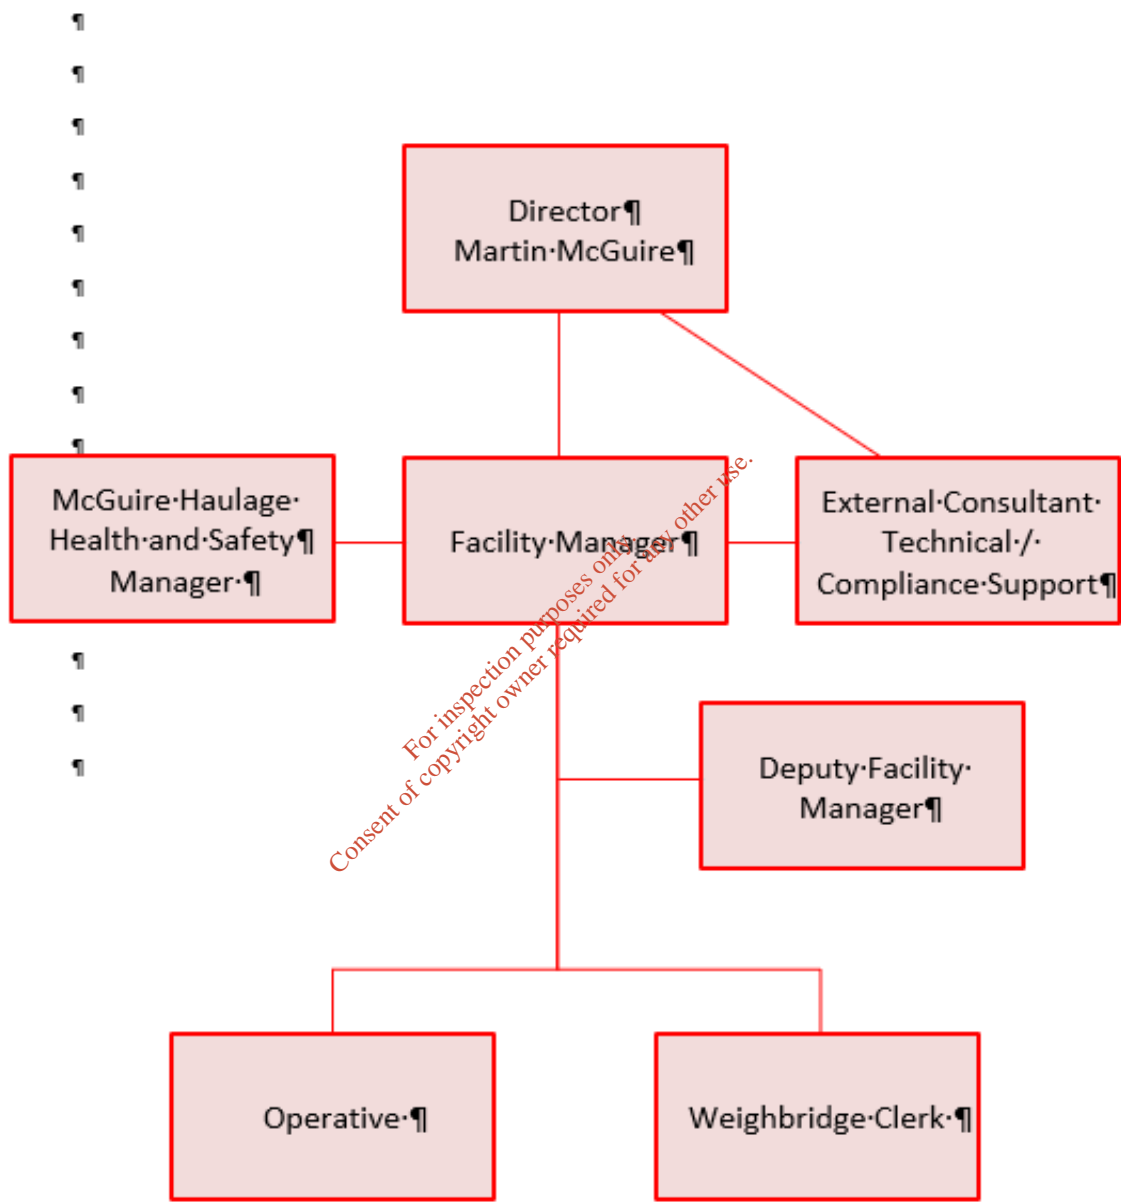 ¶
¶
¶
¶
¶
¶
¶
¶
¶
Director¶
Martin·McGuire¶
McGuire·Haulage·
Health·and·Safety¶
Manager·¶
Facility·Manager¶
External·Consultant·
Technical·/·
Compliance·Support¶
¶
¶
¶
For inspection purposes only.
Consent of copyright owner required for any other use.
Deputy·Facility·
Manager¶
Operative·¶
Weighbridge·Clerk·¶